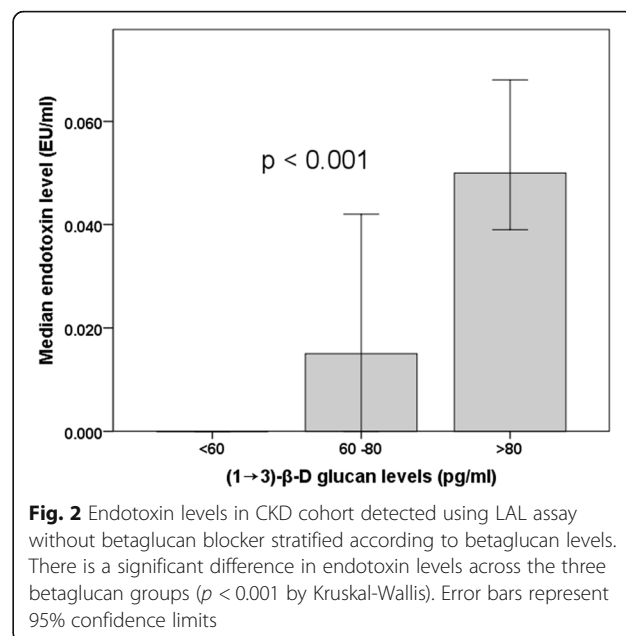 Median endotoxin level (EU/ml)
0.060
0.040
0.020
0.000
p < 0.001
<60
60 -80
>80
(1→3)-β-D glucan levels (pg/ml)
Fig. 2 Endotoxin levels in CKD cohort detected using LAL assay
without betaglucan blocker stratified according to betaglucan levels.
There is a significant difference in endotoxin levels across the three
betaglucan groups (p < 0.001 by Kruskal-Wallis). Error bars represent
95% confidence limits